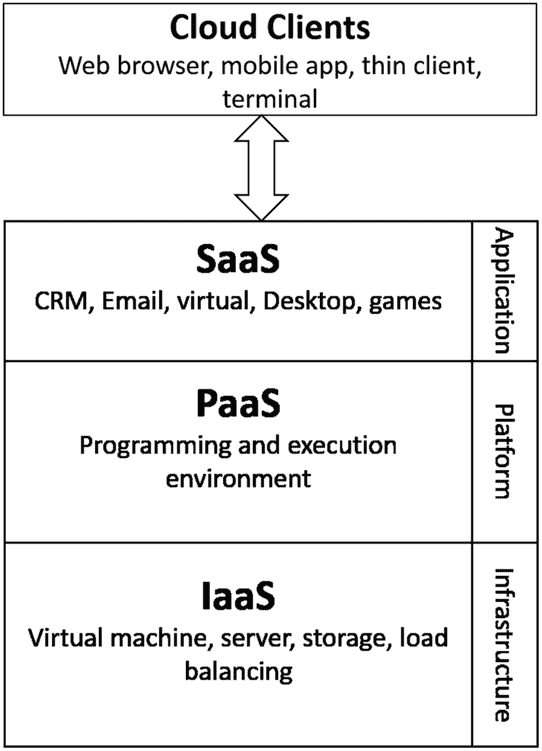 Cloud Clients
Web browser, mobile app, thin client,
terminal
SaaS
CRM, Email, virtual, Desktop, games
Application
PaaS
Programming and execution
environment
Platform
IaaS
Virtual machine, server, storage, load
balancing
Infrastructure